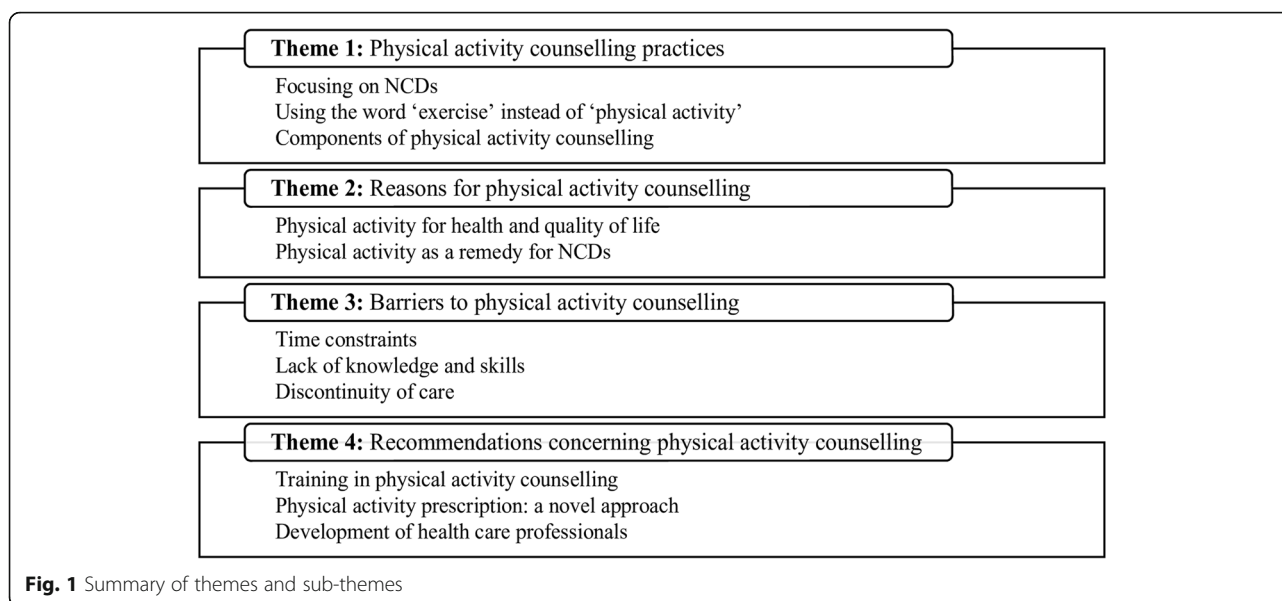 Theme 1: Physical activity counselling practices
Focusing on NCDs
Using the word ‘exercise’ instead of ‘physical activity’
Components of physical activity counselling
Theme 2: Reasons for physical activity counselling
Physical activity for health and quality of life
Physical activity as a remedy for NCDs
Theme 3: Barriers to physical activity counselling
Time constraints
Lack of knowledge and skills
Discontinuity of care
Theme 4: Recommendations concerning physical activity counselling
Training in physical activity counselling
Physical activity prescription: a novel approach
Development of health care professionals
Fig. 1 Summary of themes and sub-themes